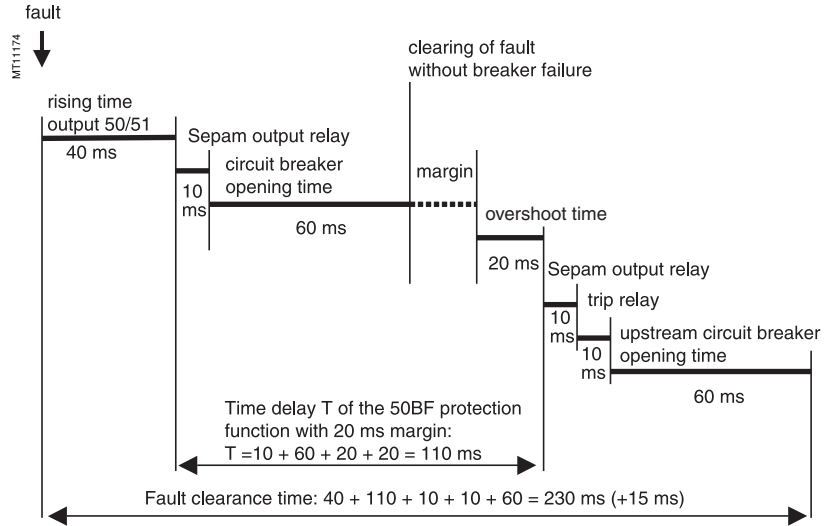 fault
MT11174
clearing of fault
without breaker failure
rising time
output 50/51
40 ms
Sepam output relay
10
ms
circuit breaker
opening time
60 ms
margin
overshoot time
20 ms
Sepam output relay
10
ms
trip relay
10
ms
upstream circuit breaker
opening time
60 ms
Time delay T of the 50BF protection
function with 20 ms margin:
T =10 + 60 + 20 + 20 = 110 ms
Fault clearance time: 40 + 110 + 10 + 10 + 60 = 230 ms (+15 ms)